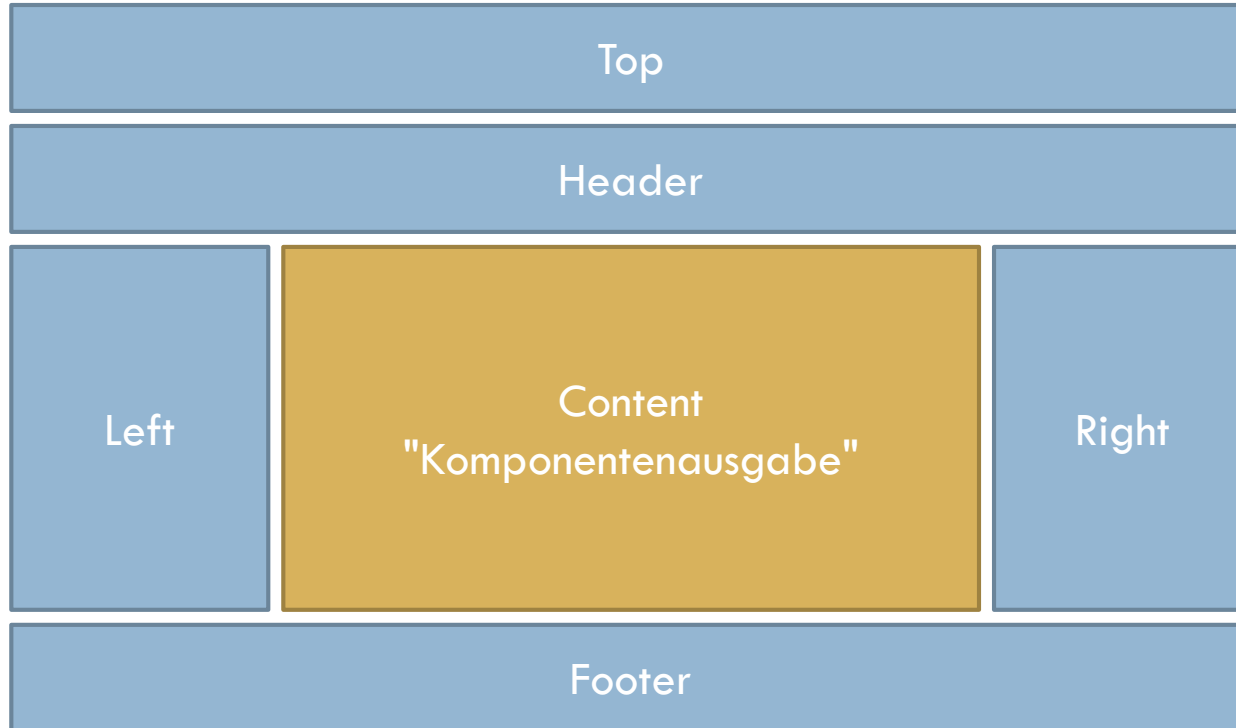 Top
Header
Left
Content
"Komponentenausgabe"
Right
Footer